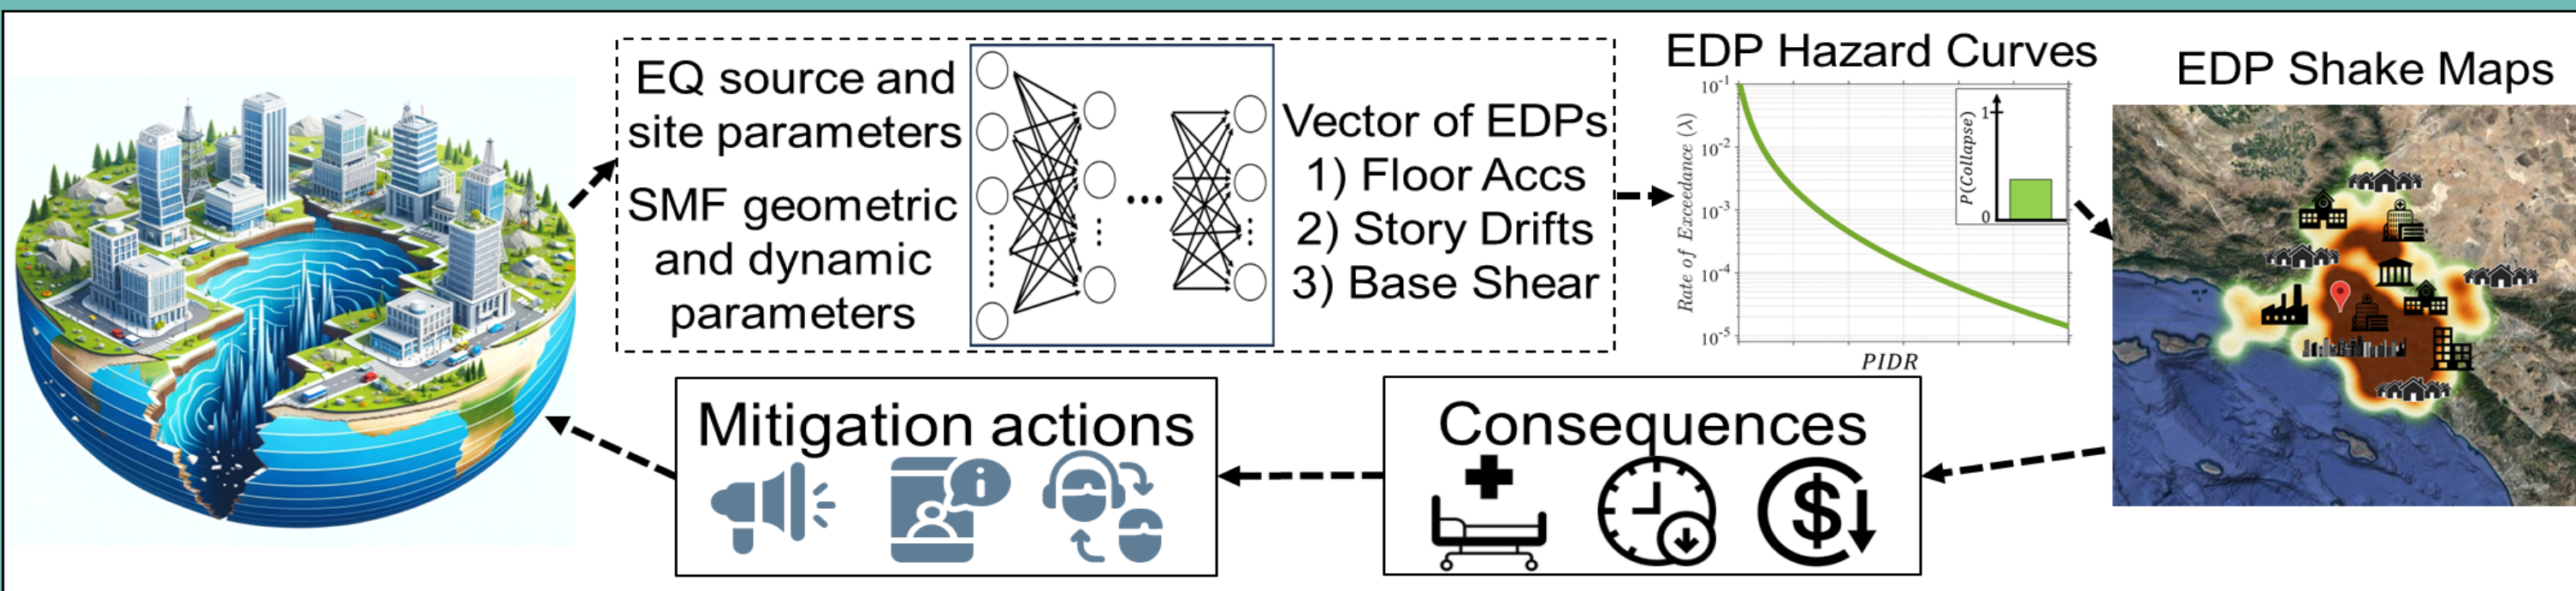 EQ source and
site parameters
SMF geometric
and dynamic
parameters
Vector of EDPs
1) Floor Accs
2) Story Drifts
3) Base Shear
EDP Hazard Curves
Rate of Exceedance (λ)
10⁻¹
10⁻²
10⁻³
10⁻⁴
10⁻⁵
P(Collapse)
1
0
PIDR
EDP Shake Maps
Mitigation actions
i
Consequences
$